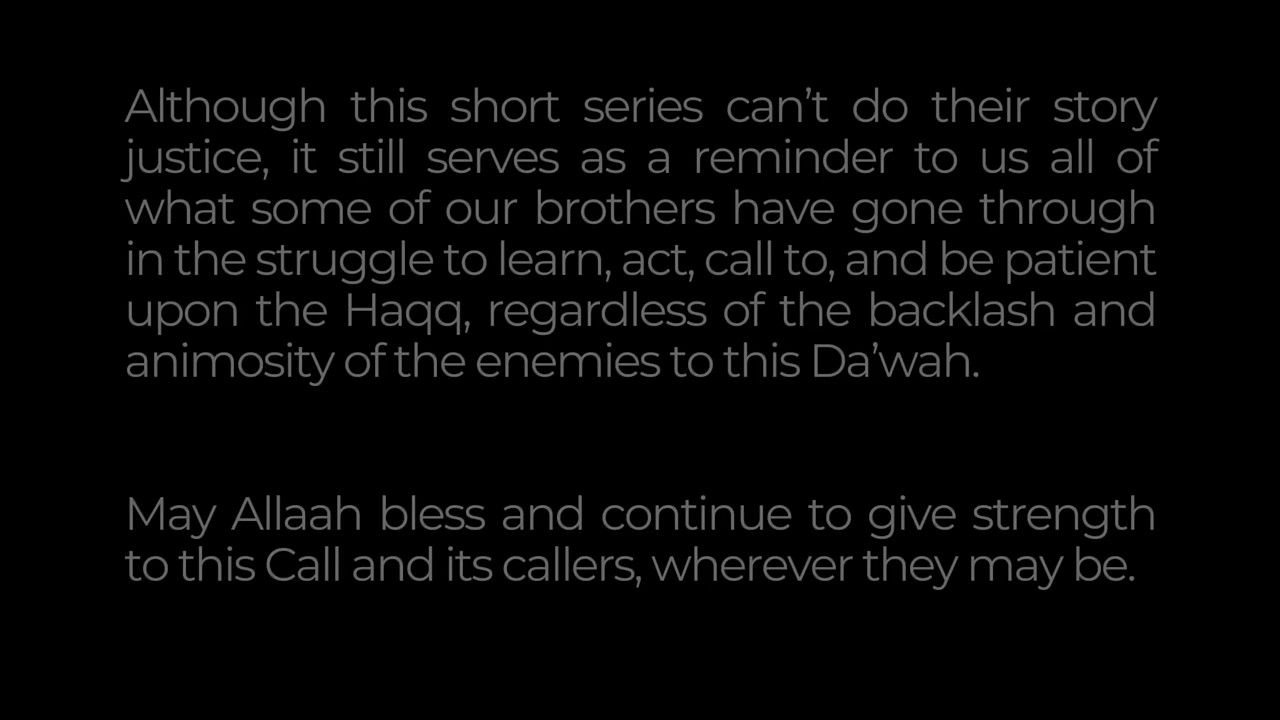 Although this short series can’t do their story
justice, it still serves as a reminder to us all of
what some of our brothers have gone through
in the struggle to learn, act, call to, and be patient
upon the Haqq, regardless of the backlash and
animosity of the enemies to this Da’wah.
May Allaah bless and continue to give strength
to this Call and its callers, wherever they may be.